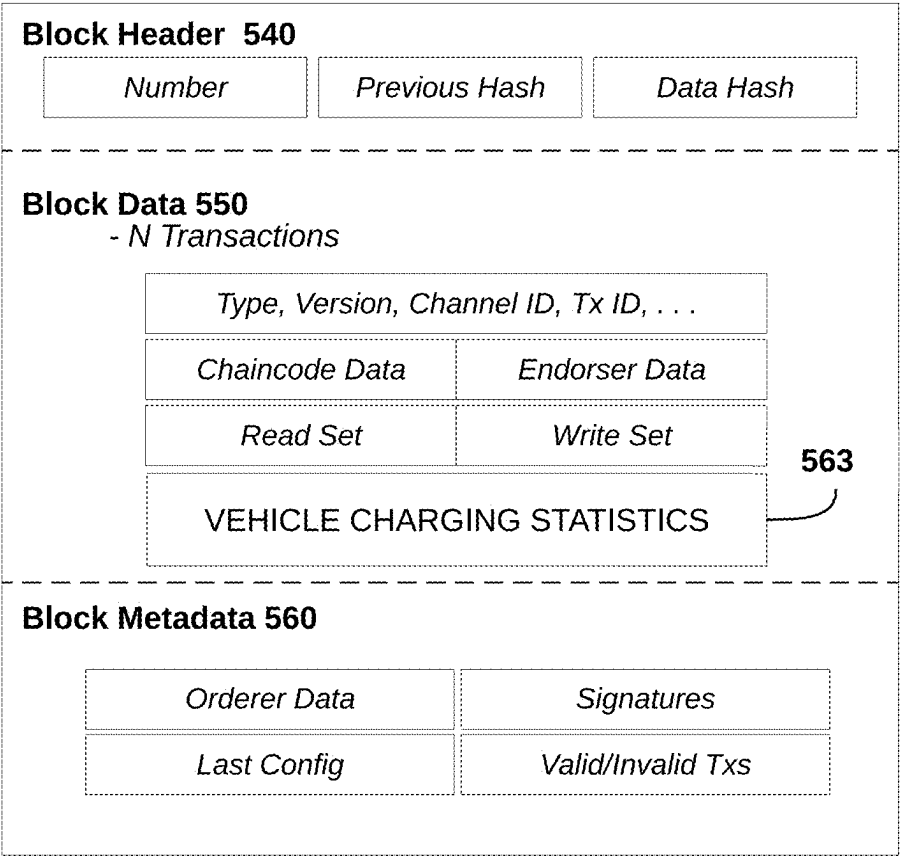 Block Header 540
Number Previous Hash Data Hash
Block Data 550
- N Transactions
Type, Version, Channel ID, Tx ID, . . .
Chaincode Data Endorser Data
Read Set Write Set
563
VEHICLE CHARGING STATISTICS
Block Metadata 560
Orderer Data Signatures
Last Config Valid/Invalid Txs